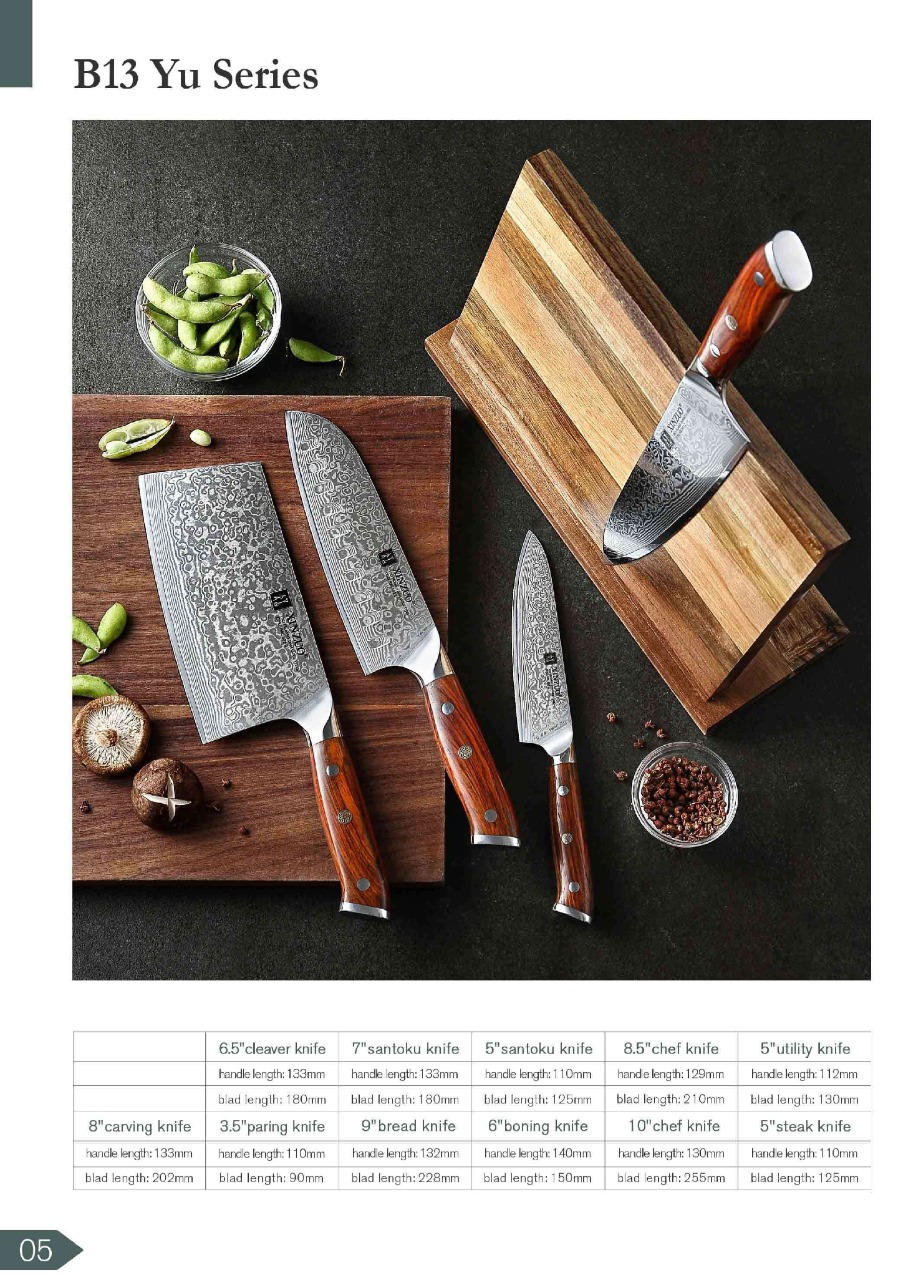 B13 Yu Series
XINZUO
XINZUO
XINZUO
XINZUO
6.5"cleaver knife 7"santoku knife 5"santoku knife 8.5"chef knife 5"utility knife
handle length:133mm handle length:133mm handle length:110mm handle length:129mm handle length:112mm
blad length:180mm blad length:180mm blad length:125mm blad length:210mm blad length:130mm
8"carving knife 3.5"paring knife 9"bread knife 6"boning knife 10"chef knife 5"steak knife
handle length:133mm handle length:110mm handle length:132mm handle length:140mm handle length:130mm handle length:110mm
blad length:202mm blad length:90mm blad length:228mm blad length:150mm blad length:255mm blad length:125mm
05